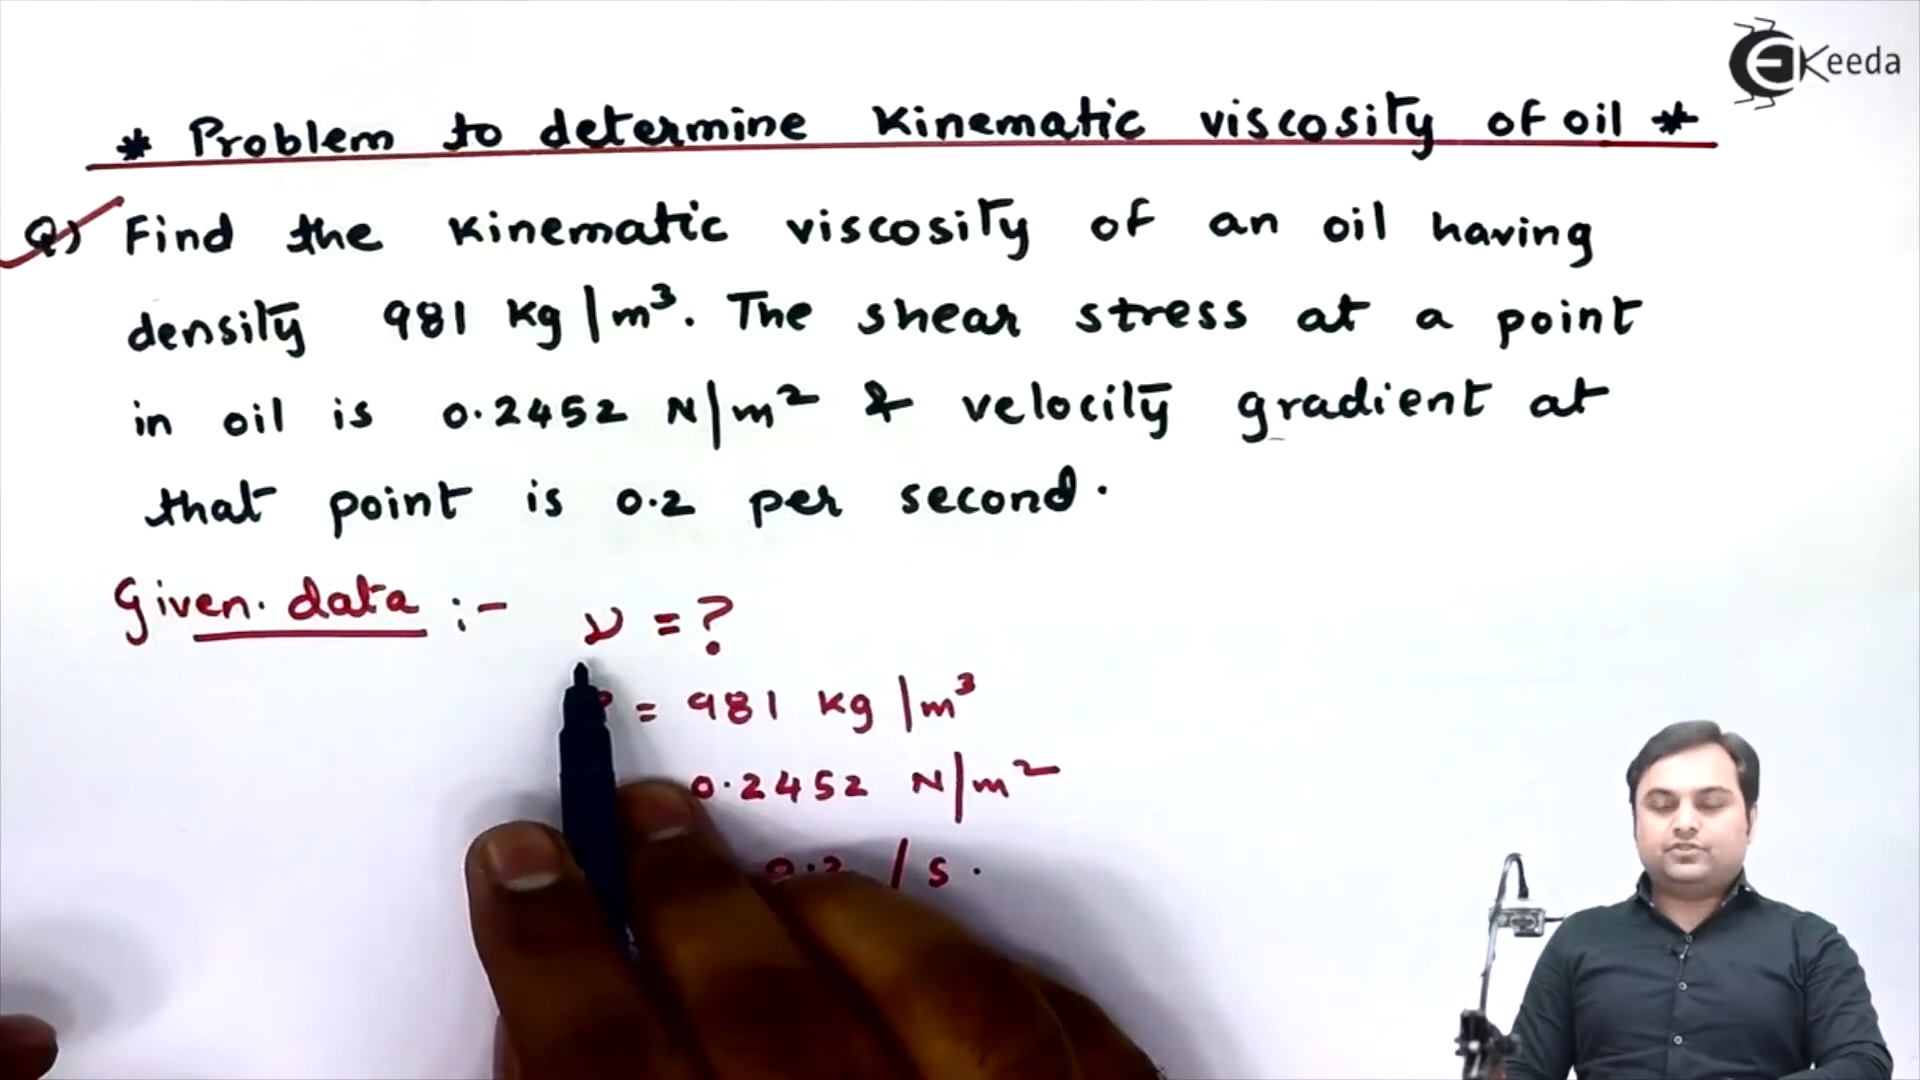 EKeeda
* Problem to determine kinematic viscosity of oil *
Q) Find the kinematic viscosity of an oil having
density 981 kg/m³. The shear stress at a point
in oil is 0.2452 N/m² & velocity gradient at
that point is 0.2 per second.
Given data :- ν = ?
= 981 kg/m³
0.2452 N/m²
0.2 /s.